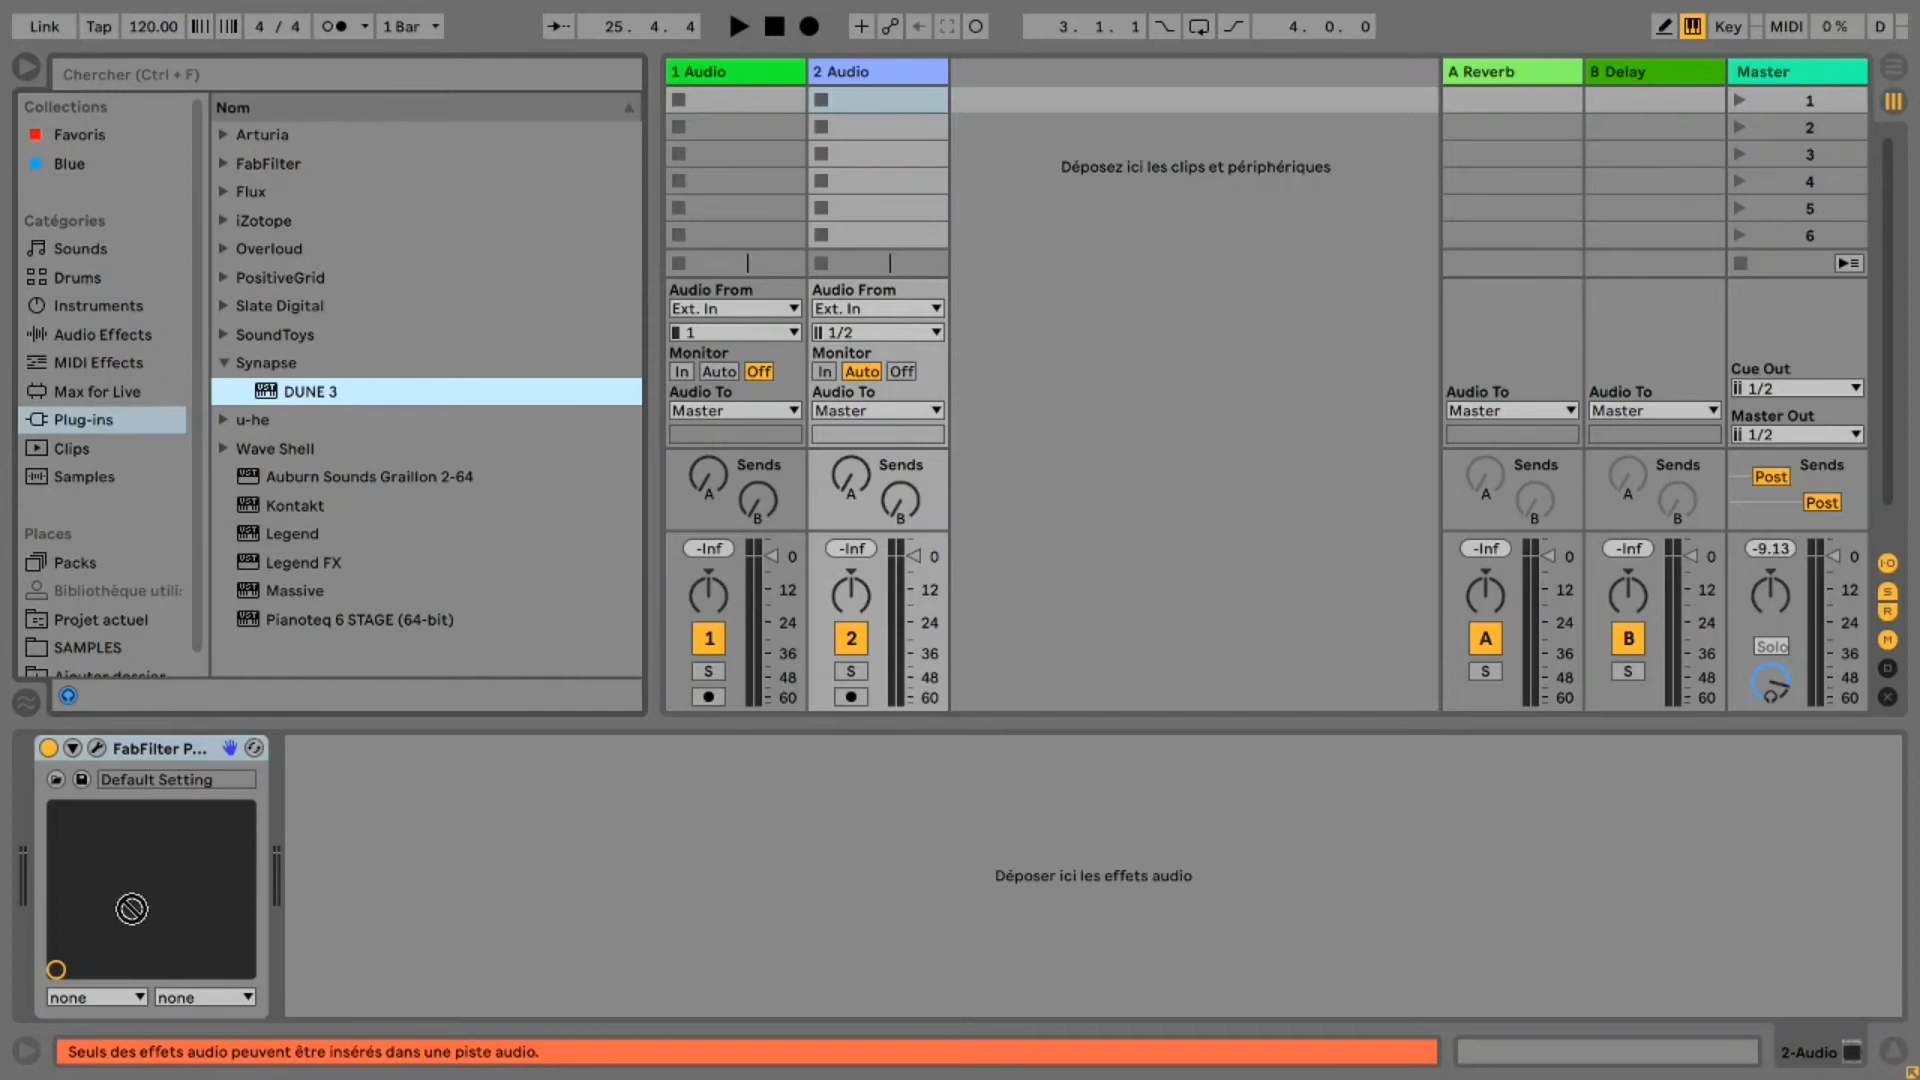 Link Tap 120.00 4 / 4 1 Bar 25. 4. 4 3. 1. 1 4. 0. 0 Key MIDI 0 % D
Chercher (Ctrl + F)
Collections
Favoris
Blue
Catégories
Sounds
Drums
Instruments
Audio Effects
MIDI Effects
Max for Live
Plug-ins
Clips
Samples
Places
Packs
Projet actuel
SAMPLES
Nom
Arturia
FabFilter
Flux
iZotope
Overloud
PositiveGrid
Slate Digital
SoundToys
Synapse
DUNE 3
u-he
Wave Shell
Auburn Sounds Graillon 2-64
Kontakt
Legend
Legend FX
Massive
Pianoteq 6 STAGE (64-bit)
1 Audio
Audio From
Ext. In
1
Monitor
In Auto Off
Audio To
Master
Sends
A
B
-Inf
0
12
24
36
48
60
1
S
2 Audio
Audio From
Ext. In
1/2
Monitor
In Auto Off
Audio To
Master
Sends
A
B
-Inf
0
12
24
36
48
60
2
S
Déposez ici les clips et périphériques
A Reverb
Audio To
Master
Sends
A
B
-Inf
0
12
24
36
48
60
A
S
B Delay
Audio To
Master
Sends
A
B
-Inf
0
12
24
36
48
60
B
S
Master
1
2
3
4
5
6
Cue Out
1/2
Master Out
1/2
Sends
Post
Post
-9.13
0
12
24
36
48
60
Solo
I-O
S
R
M
D
X
FabFilter P...
Default Setting
none none
Déposer ici les effets audio
Seuls des effets audio peuvent être insérés dans une piste audio.
2-Audio